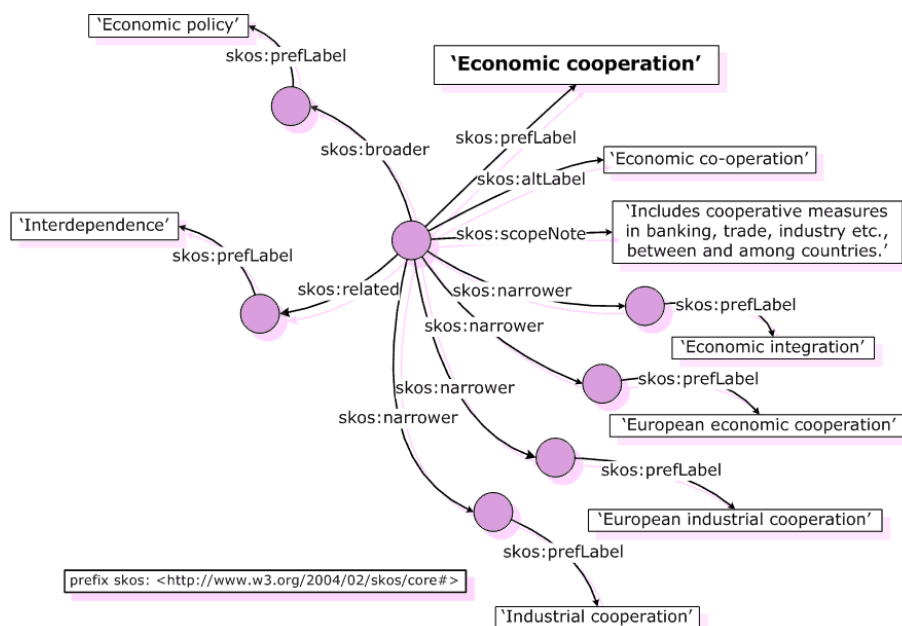 ‘Economic policy’
skos:prefLabel
‘Economic cooperation’
skos:prefLabel
skos:broader
‘Economic co-operation’
skos:altLabel
‘Interdependence’
‘Includes cooperative measures
in banking, trade, industry etc.,
between and among countries.’
skos:scopeNote
skos:prefLabel
skos:related
skos:narrower
skos:prefLabel
‘Economic integration’
skos:narrower
skos:prefLabel
‘European economic cooperation’
skos:narrower
skos:prefLabel
‘European industrial cooperation’
skos:narrower
skos:prefLabel
‘Industrial cooperation’
prefix skos: <http://www.w3.org/2004/02/skos/core#>